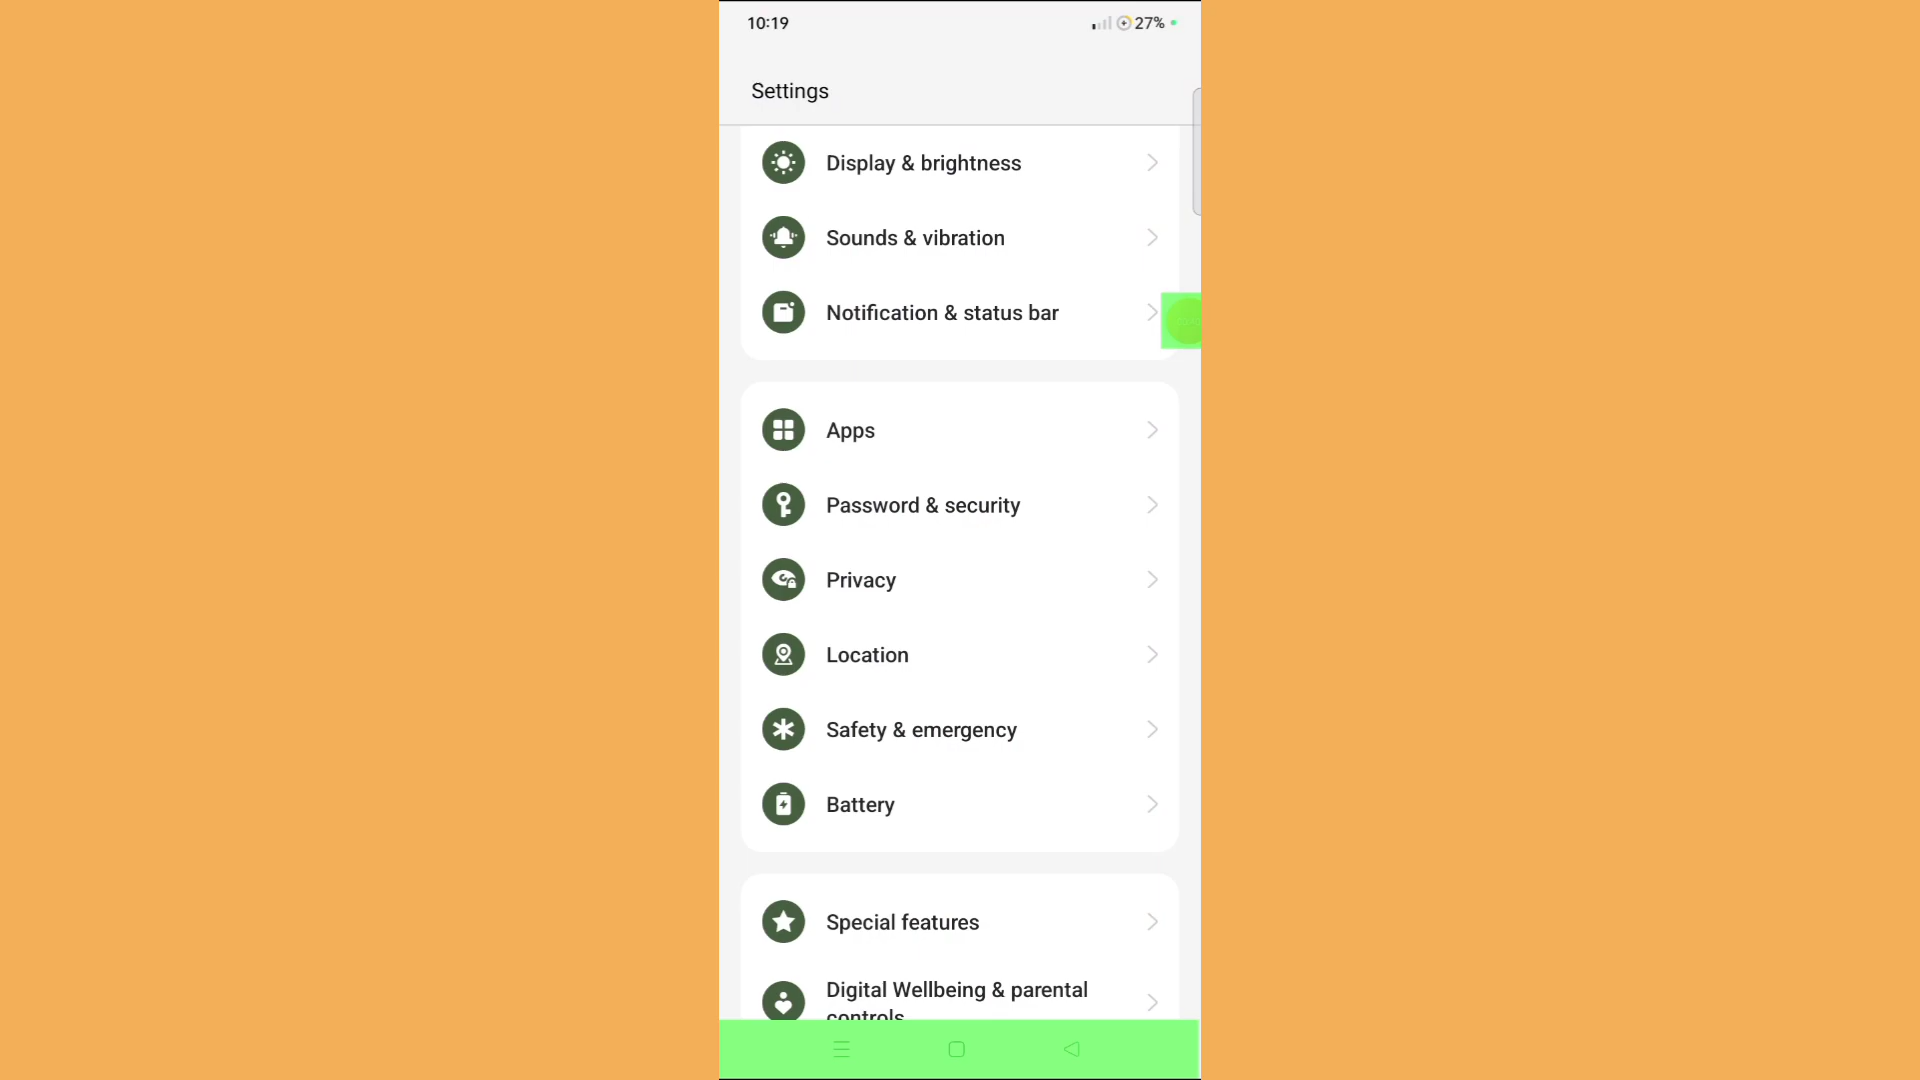 10:19
27%
Settings
Display & brightness
Sounds & vibration
Notification & status bar
Apps
Password & security
Privacy
Location
Safety & emergency
Battery
Special features
Digital Wellbeing & parental
controls